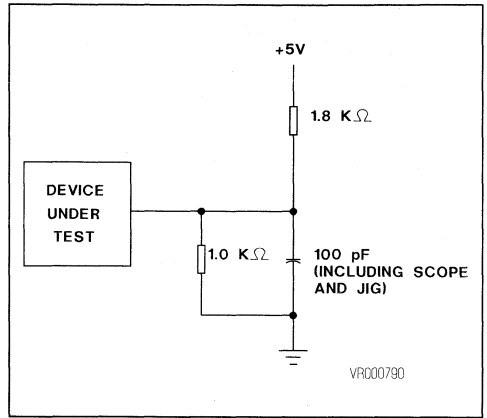 +5V
1.8 KΩ
DEVICE
UNDER
TEST
1.0 KΩ
100 pF
(INCLUDING SCOPE
AND JIG)
VR000790